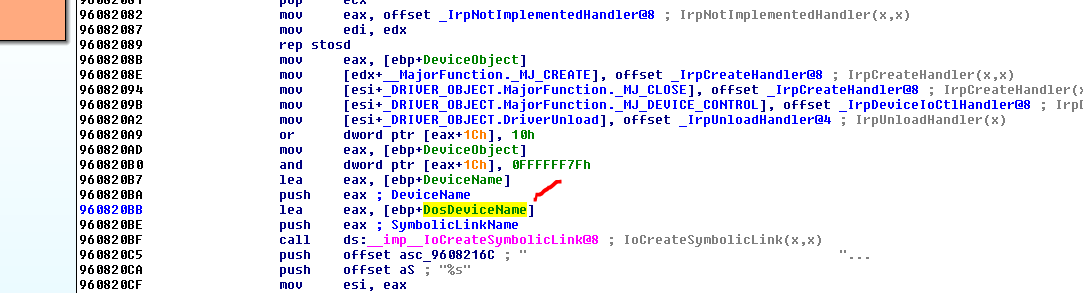 pop ecx
96082082 mov eax, offset _IrpNotImplementedHandler@8 ; IrpNotImplementedHandler(x,x)
96082087 mov edi, edx
96082089 rep stosd
9608208B mov eax, [ebp+DeviceObject]
9608208E mov [edx+__MajorFunction._MJ_CREATE], offset _IrpCreateHandler@8 ; IrpCreateHandler(x,x)
96082094 mov [esi+_DRIVER_OBJECT.MajorFunction._MJ_CLOSE], offset _IrpCreateHandler@8 ; IrpCreateHandler(x
9608209B mov [esi+_DRIVER_OBJECT.MajorFunction._MJ_DEVICE_CONTROL], offset _IrpDeviceIoCtlHandler@8 ; IrpD
960820A2 mov [esi+_DRIVER_OBJECT.DriverUnload], offset _IrpUnloadHandler@4 ; IrpUnloadHandler(x)
960820A9 or dword ptr [eax+1Ch], 10h
960820AD mov eax, [ebp+DeviceObject]
960820B0 and dword ptr [eax+1Ch], 0FFFFFF7Fh
960820B7 lea eax, [ebp+DeviceName]
960820BA push eax ; DeviceName
960820BB lea eax, [ebp+DosDeviceName]
960820BE push eax ; SymbolicLinkName
960820BF call ds:__imp__IoCreateSymbolicLink@8 ; IoCreateSymbolicLink(x,x)
960820C5 push offset asc_9608216C ; " "...
960820CA push offset aS ; "%s"
960820CF mov esi, eax